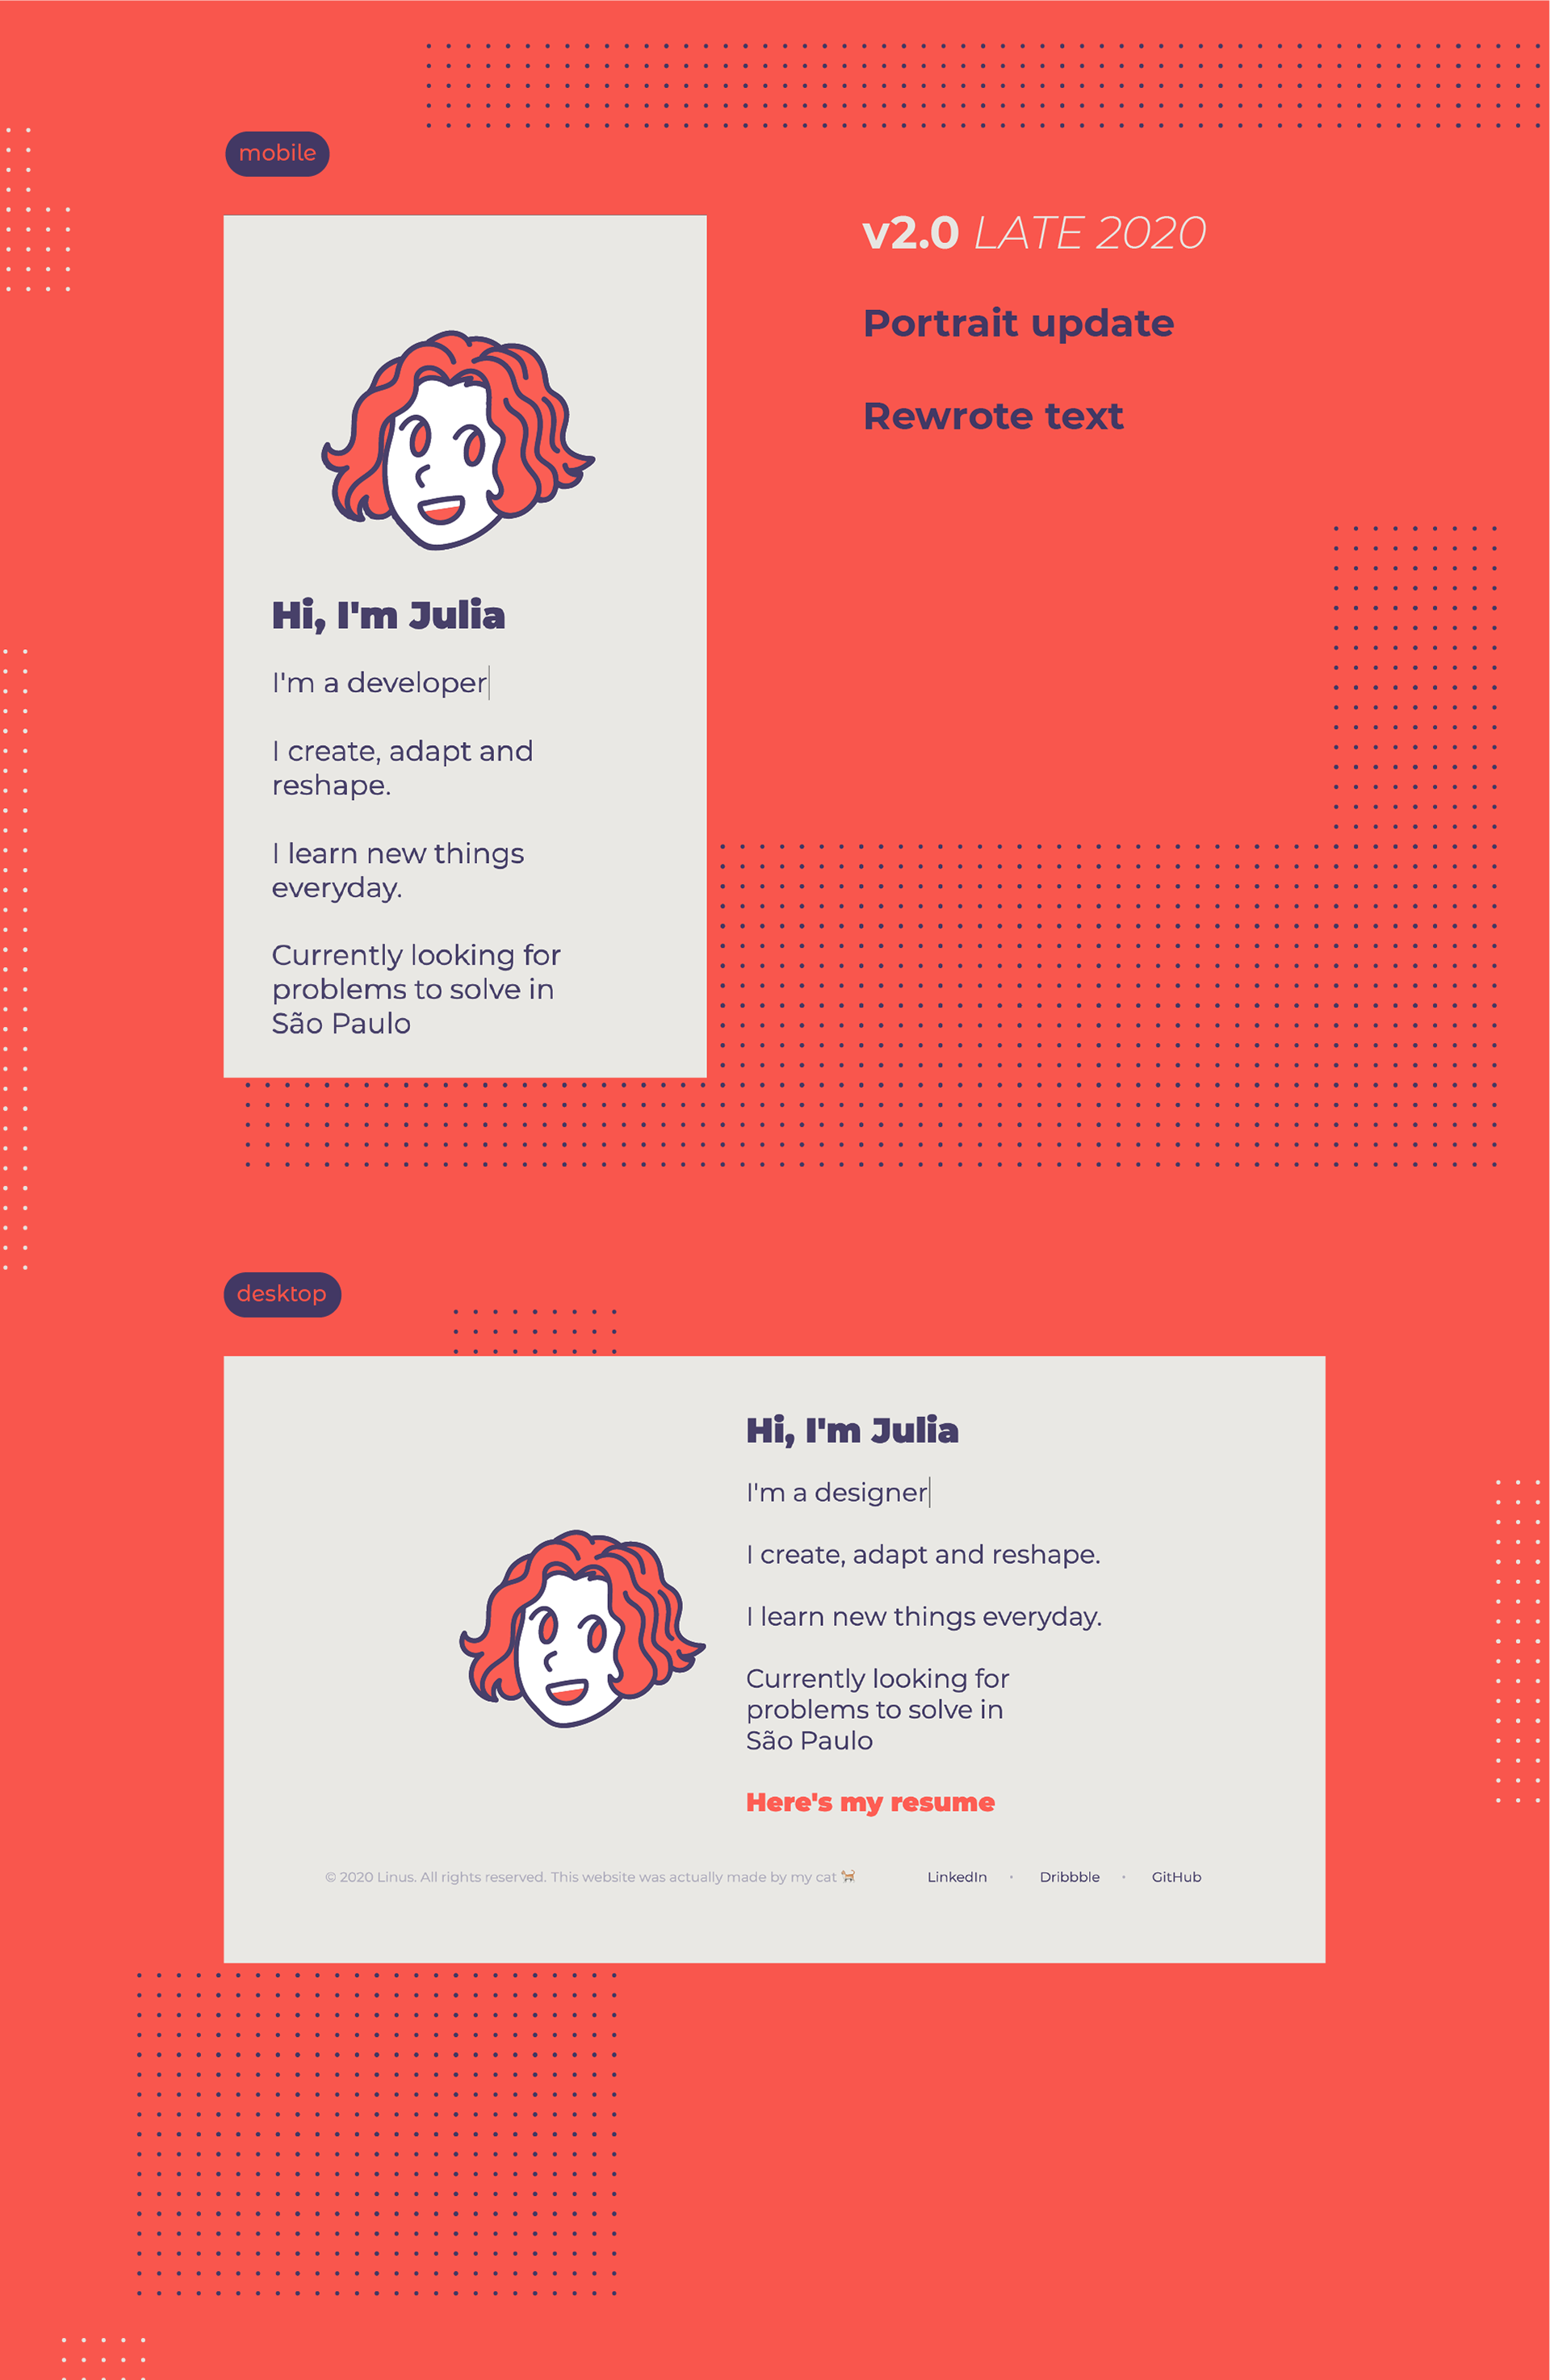 mobile
v2.0 LATE 2020
Portrait update
Rewrote text
Hi, I'm Julia
I'm a developer
I create, adapt and
reshape.
I learn new things
everyday.
Currently looking for
problems to solve in
São Paulo
desktop
Hi, I'm Julia
I'm a designer
I create, adapt and reshape.
I learn new things everyday.
Currently looking for
problems to solve in
São Paulo
Here's my resume
© 2020 Linus. All rights reserved. This website was actually made by my cat 🐈
LinkedIn • Dribbble • GitHub